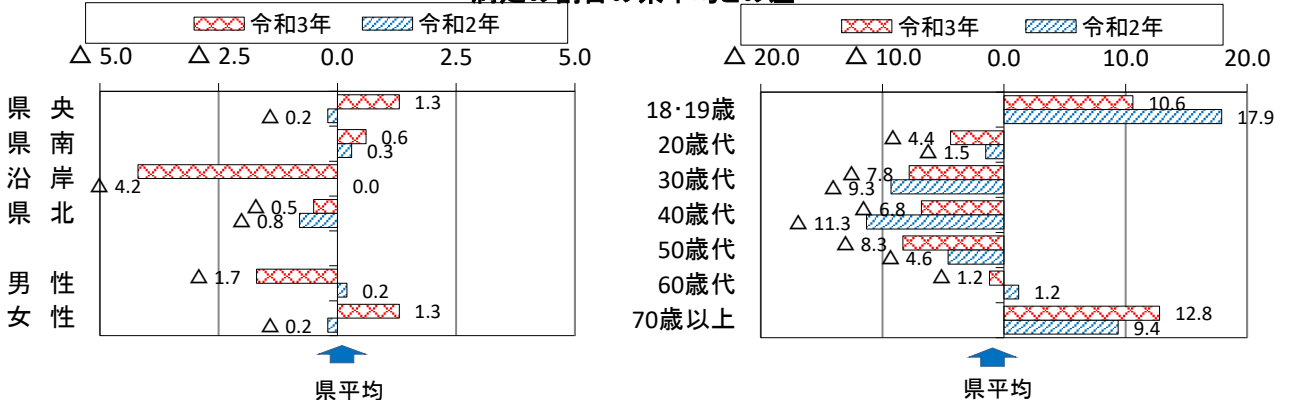 令和3年 令和2年
△ 5.0 △ 2.5 0.0 2.5 5.0
県 央 1.3
△ 0.2
県 南 0.6
0.3
沿 岸 △ 4.2 0.0
県 北 △ 0.5
△ 0.8
男 性 △ 1.7 0.2
女 性 1.3
△ 0.2
県平均
令和3年 令和2年
△ 20.0 △ 10.0 0.0 10.0 20.0
18・19歳 10.6
17.9
20歳代 △ 4.4
△ 1.5
30歳代 △ 7.8
△ 9.3
40歳代 △ 6.8
△ 11.3
50歳代 △ 8.3
△ 4.6
60歳代 △ 1.2
1.2
70歳以上 12.8
9.4
県平均